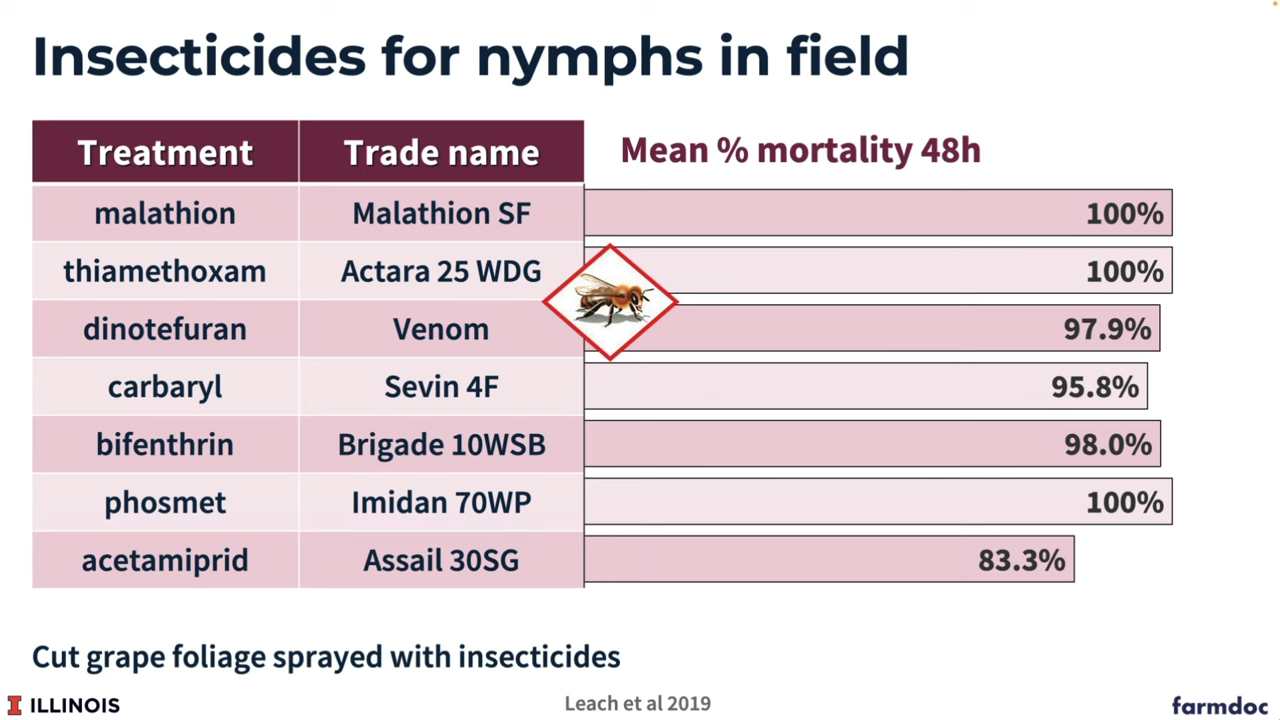 Insecticides for nymphs in field
Treatment Trade name Mean % mortality 48h
malathion Malathion SF 100%
thiamethoxam Actara 25 WDG 100%
dinotefuran Venom 97.9%
carbaryl Sevin 4F 95.8%
bifenthrin Brigade 10WSB 98.0%
phosmet Imidan 70WP 100%
acetamiprid Assail 30SG 83.3%
Cut grape foliage sprayed with insecticides
I ILLINOIS Leach et al 2019 farmdoc